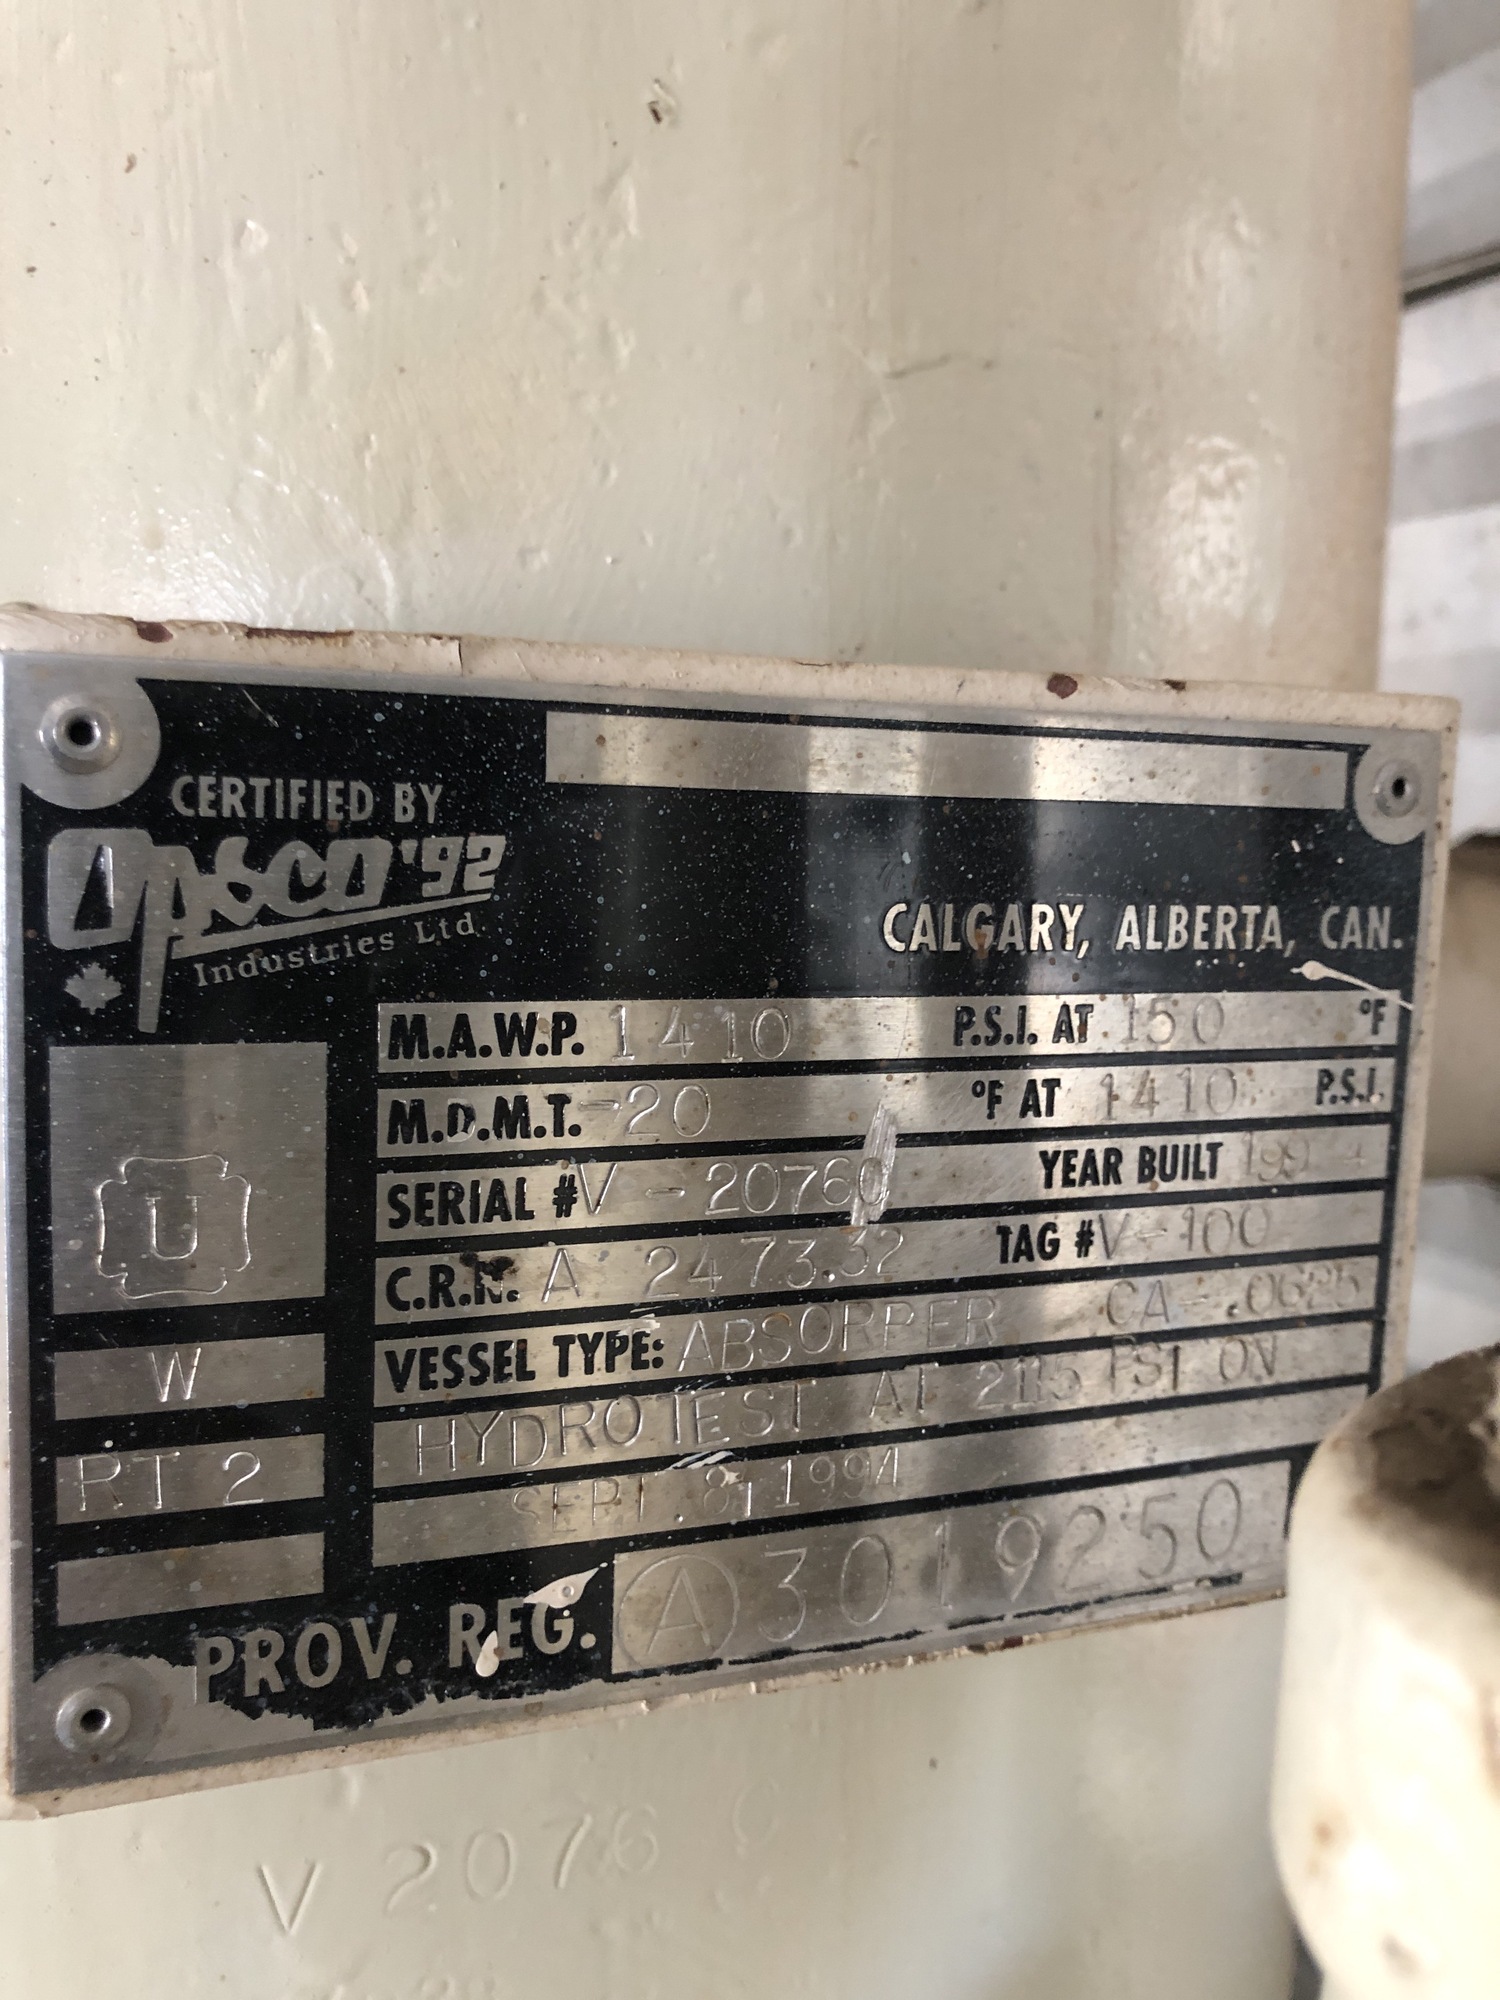 CERTIFIED BY
Opsco '92
Industries Ltd.
CALGARY, ALBERTA, CAN.
M.A.W.P. 1410 P.S.I. AT 150 °F
M.D.M.T. -20 °F AT 1410 P.S.I.
SERIAL # V-20760 YEAR BUILT 1994
C.R.N. A 2473.32 TAG # V-100
VESSEL TYPE: ABSORBER CA-.0625
HYDROTEST AT 2115 PSI ON
SEPT. 8, 1994
U
W
RT 2
PROV. REG. A 3019250
V 20760